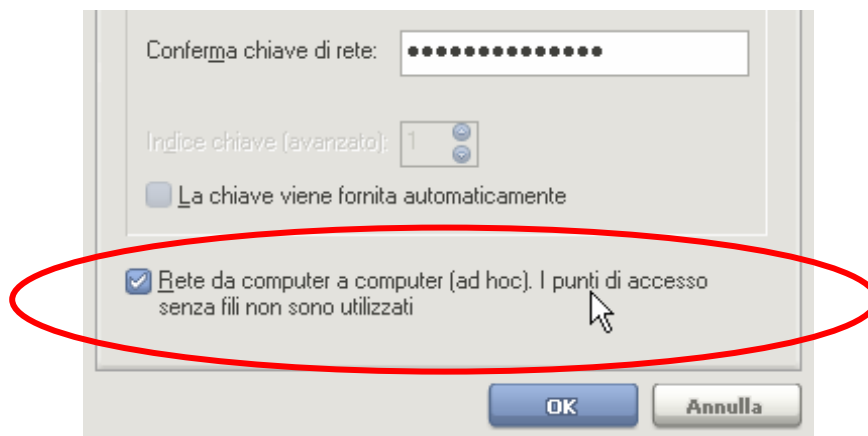 Conferma chiave di rete: ●●●●●●●●●●●●●●
Indice chiave (avanzato): 1
La chiave viene fornita automaticamente
Rete da computer a computer (ad hoc). I punti di accesso
senza fili non sono utilizzati
OK Annulla